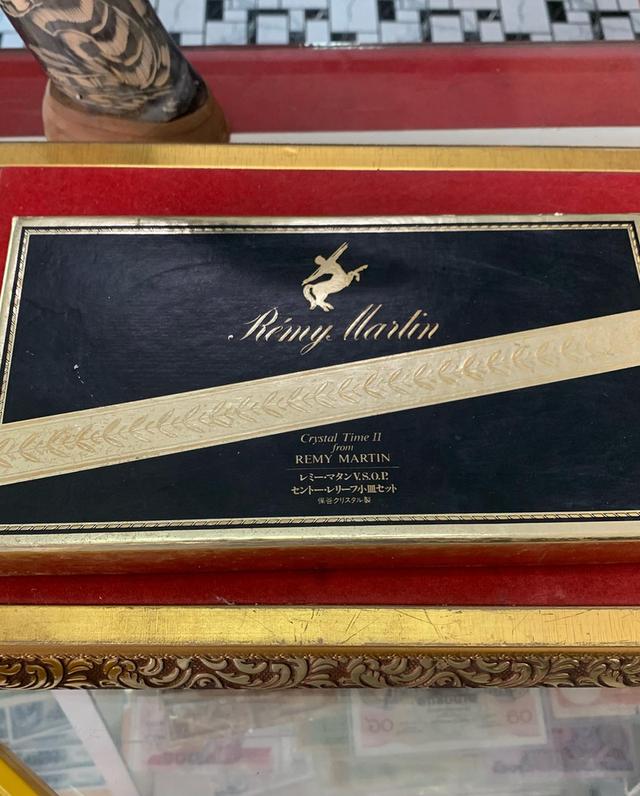 Rémy Martin
Crystal Time II
from
REMY MARTIN
レミー・マタンV.S.O.P.
セントー・レリーフ小皿セット
保谷クリスタル製